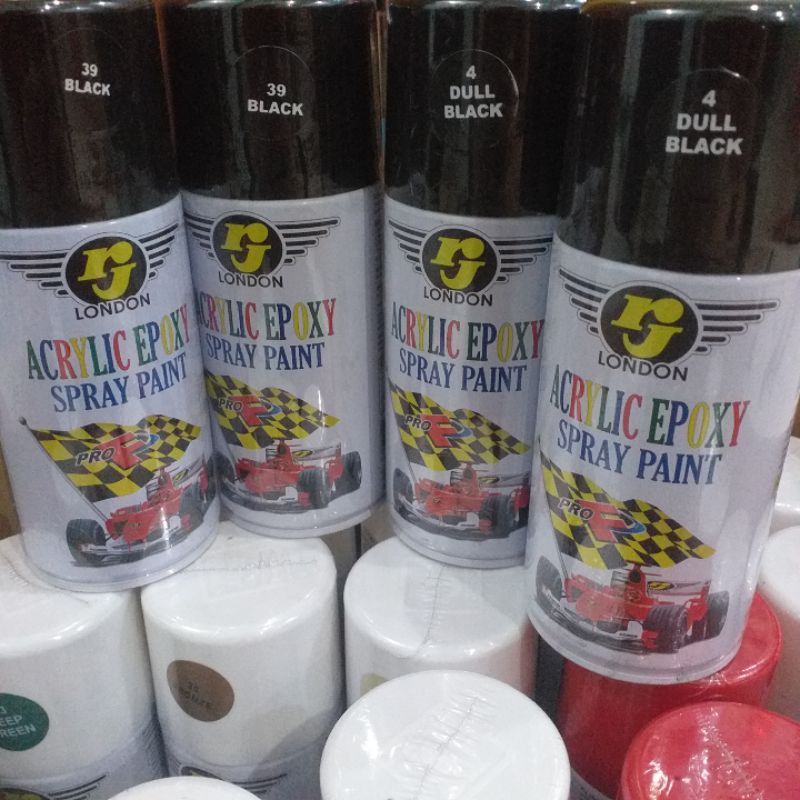 39
BLACK
rj
LONDON
ACRYLIC EPOXY
SPRAY PAINT
PRO
39
BLACK
rj
LONDON
ACRYLIC EPOXY
SPRAY PAINT
PRO
4
DULL
BLACK
rj
LONDON
ACRYLIC EPOXY
SPRAY PAINT
PRO
4
DULL
BLACK
rj
LONDON
ACRYLIC EPOXY
SPRAY PAINT
PRO
EEP
REEN